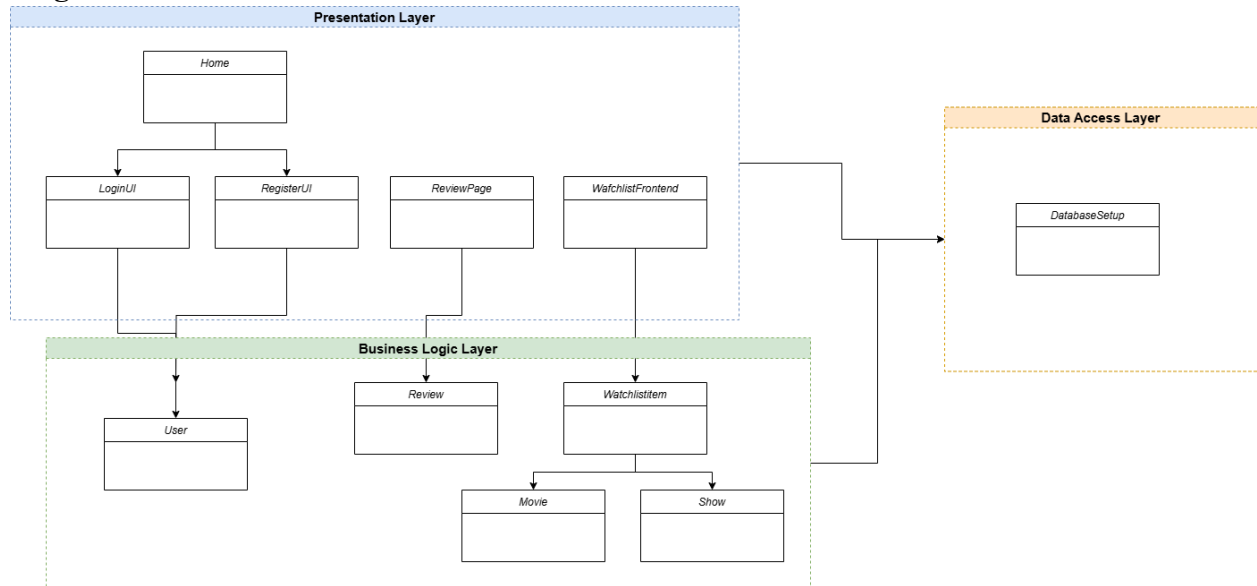 Presentation Layer
Home
Data Access Layer
LoginUI
RegisterUI
ReviewPage
WafchlistFrontend
DatabaseSetup
Business Logic Layer
Review
Watchlistitem
User
Movie
Show